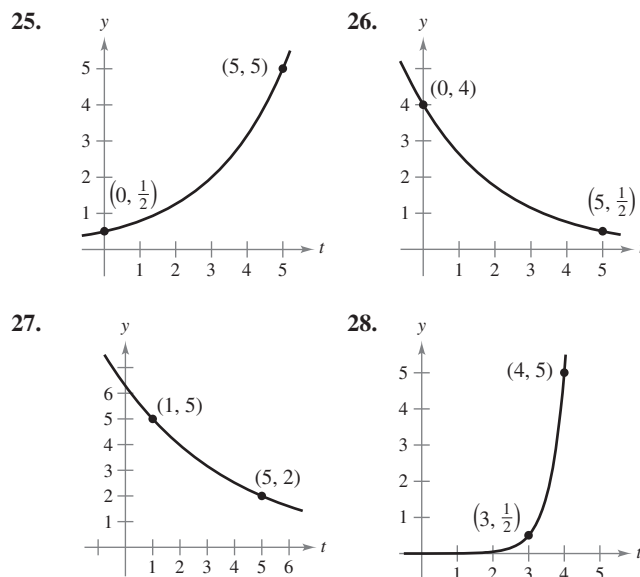 25.
y
5
4
3
2
1
(5, 5)
(0, 1/2)
1 2 3 4 5
t
26.
y
4
3
2
1
(0, 4)
(5, 1/2)
1 2 3 4 5
t
27.
y
6
5
4
3
2
1
(1, 5)
(5, 2)
1 2 3 4 5 6
t
28.
y
5
4
3
2
1
(4, 5)
(3, 1/2)
1 2 3 4 5
t